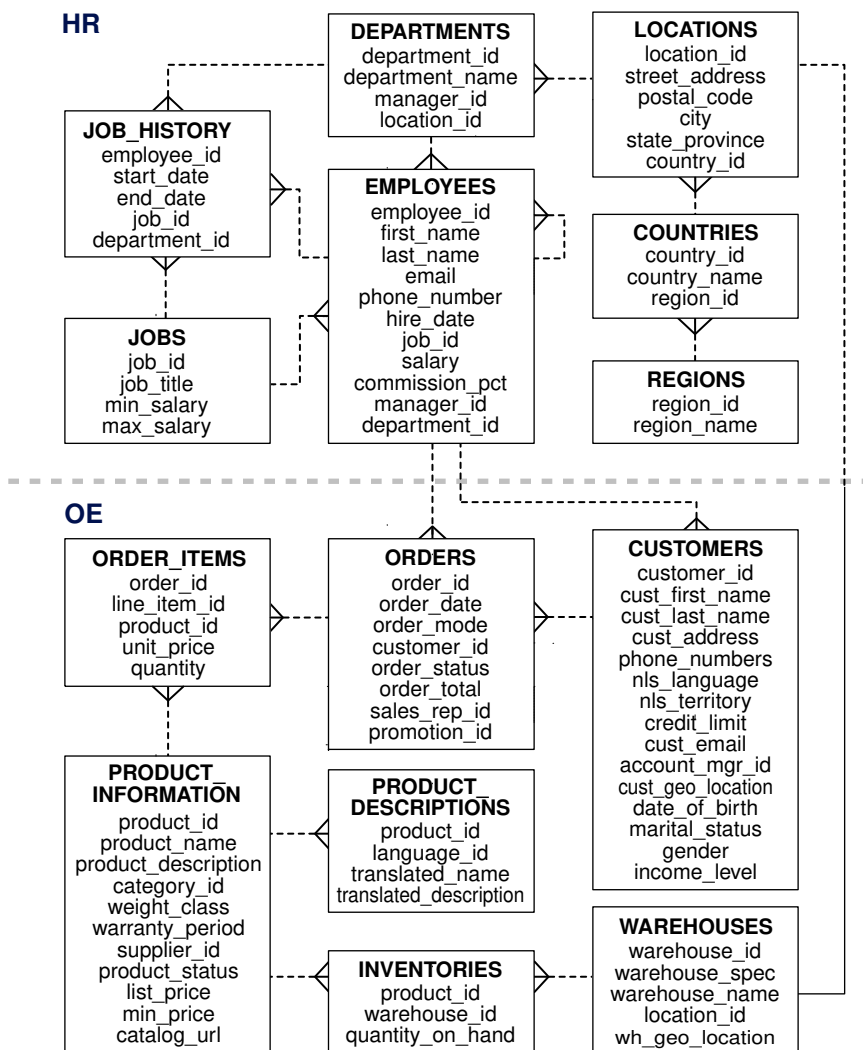 HR
DEPARTMENTS
department_id
department_name
manager_id
location_id
LOCATIONS
location_id
street_address
postal_code
city
state_province
country_id
JOB_HISTORY
employee_id
start_date
end_date
job_id
department_id
EMPLOYEES
employee_id
first_name
last_name
email
phone_number
hire_date
job_id
salary
commission_pct
manager_id
department_id
COUNTRIES
country_id
country_name
region_id
JOBS
job_id
job_title
min_salary
max_salary
REGIONS
region_id
region_name
OE
ORDER_ITEMS
order_id
line_item_id
product_id
unit_price
quantity
ORDERS
order_id
order_date
order_mode
customer_id
order_status
order_total
sales_rep_id
promotion_id
CUSTOMERS
customer_id
cust_first_name
cust_last_name
cust_address
phone_numbers
nls_language
nls_territory
credit_limit
cust_email
account_mgr_id
cust_geo_location
date_of_birth
marital_status
gender
income_level
PRODUCT_
INFORMATION
product_id
product_name
product_description
category_id
weight_class
warranty_period
supplier_id
product_status
list_price
min_price
catalog_url
PRODUCT_
DESCRIPTIONS
product_id
language_id
translated_name
translated_description
INVENTORIES
product_id
warehouse_id
quantity_on_hand
WAREHOUSES
warehouse_id
warehouse_spec
warehouse_name
location_id
wh_geo_location